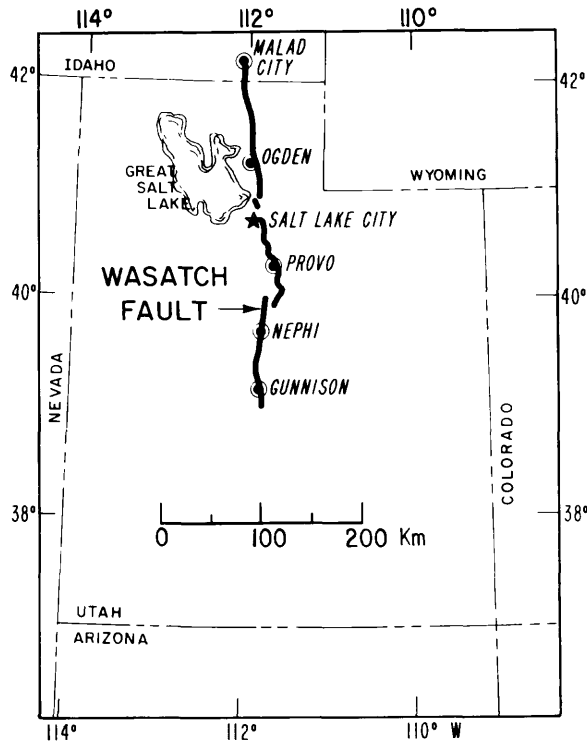 114° 112° 110°
MALAD
CITY
42° IDAHO 42°
OGDEN
GREAT
SALT
LAKE
WYOMING
SALT LAKE CITY
PROVO
WASATCH
FAULT
40° 40°
NEPHI
GUNNISON
NEVADA
COLORADO
38° 38°
0 100 200 Km
UTAH
ARIZONA
114° 112° 110° W